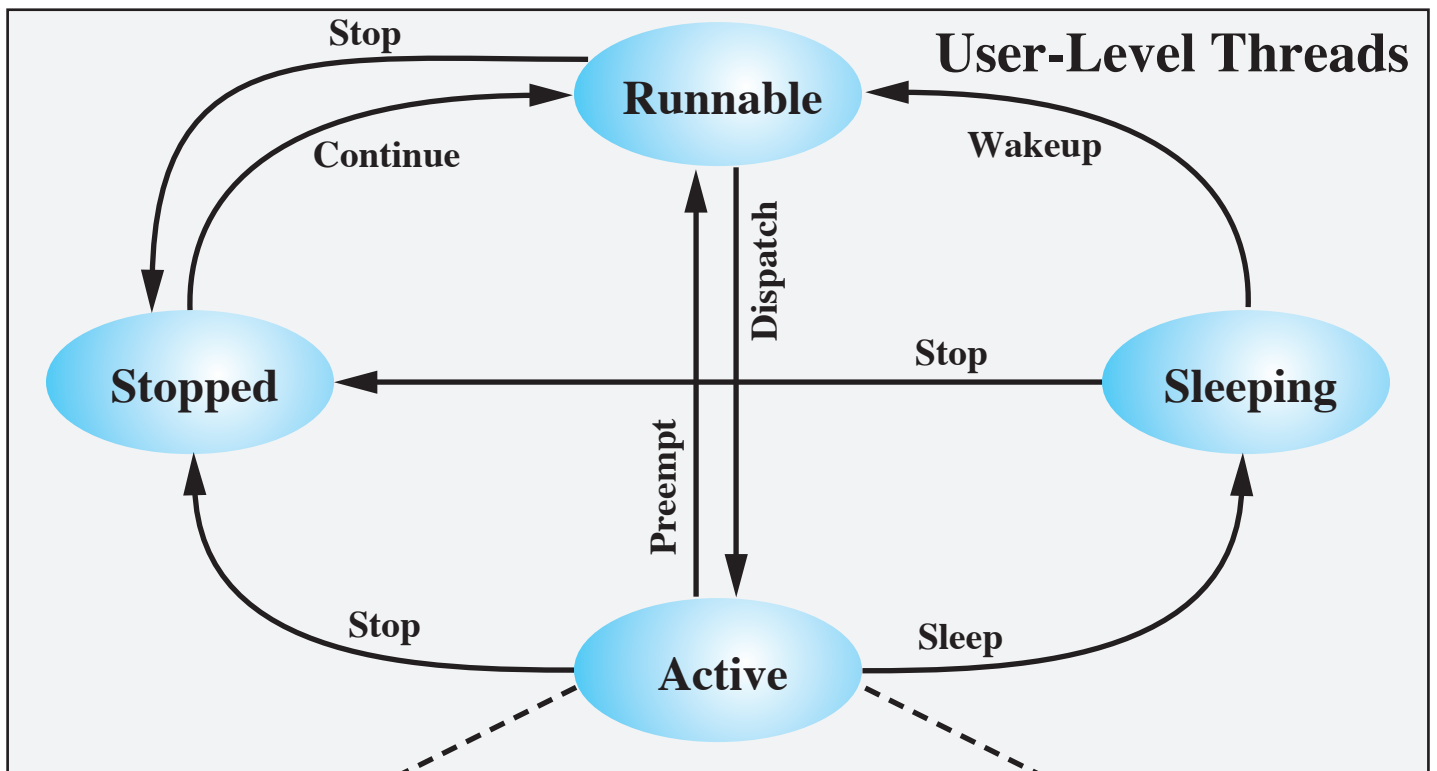 User-Level Threads
Stop
Runnable
Continue
Wakeup
Dispatch
Stop
Stopped
Sleeping
Preempt
Stop
Sleep
Active